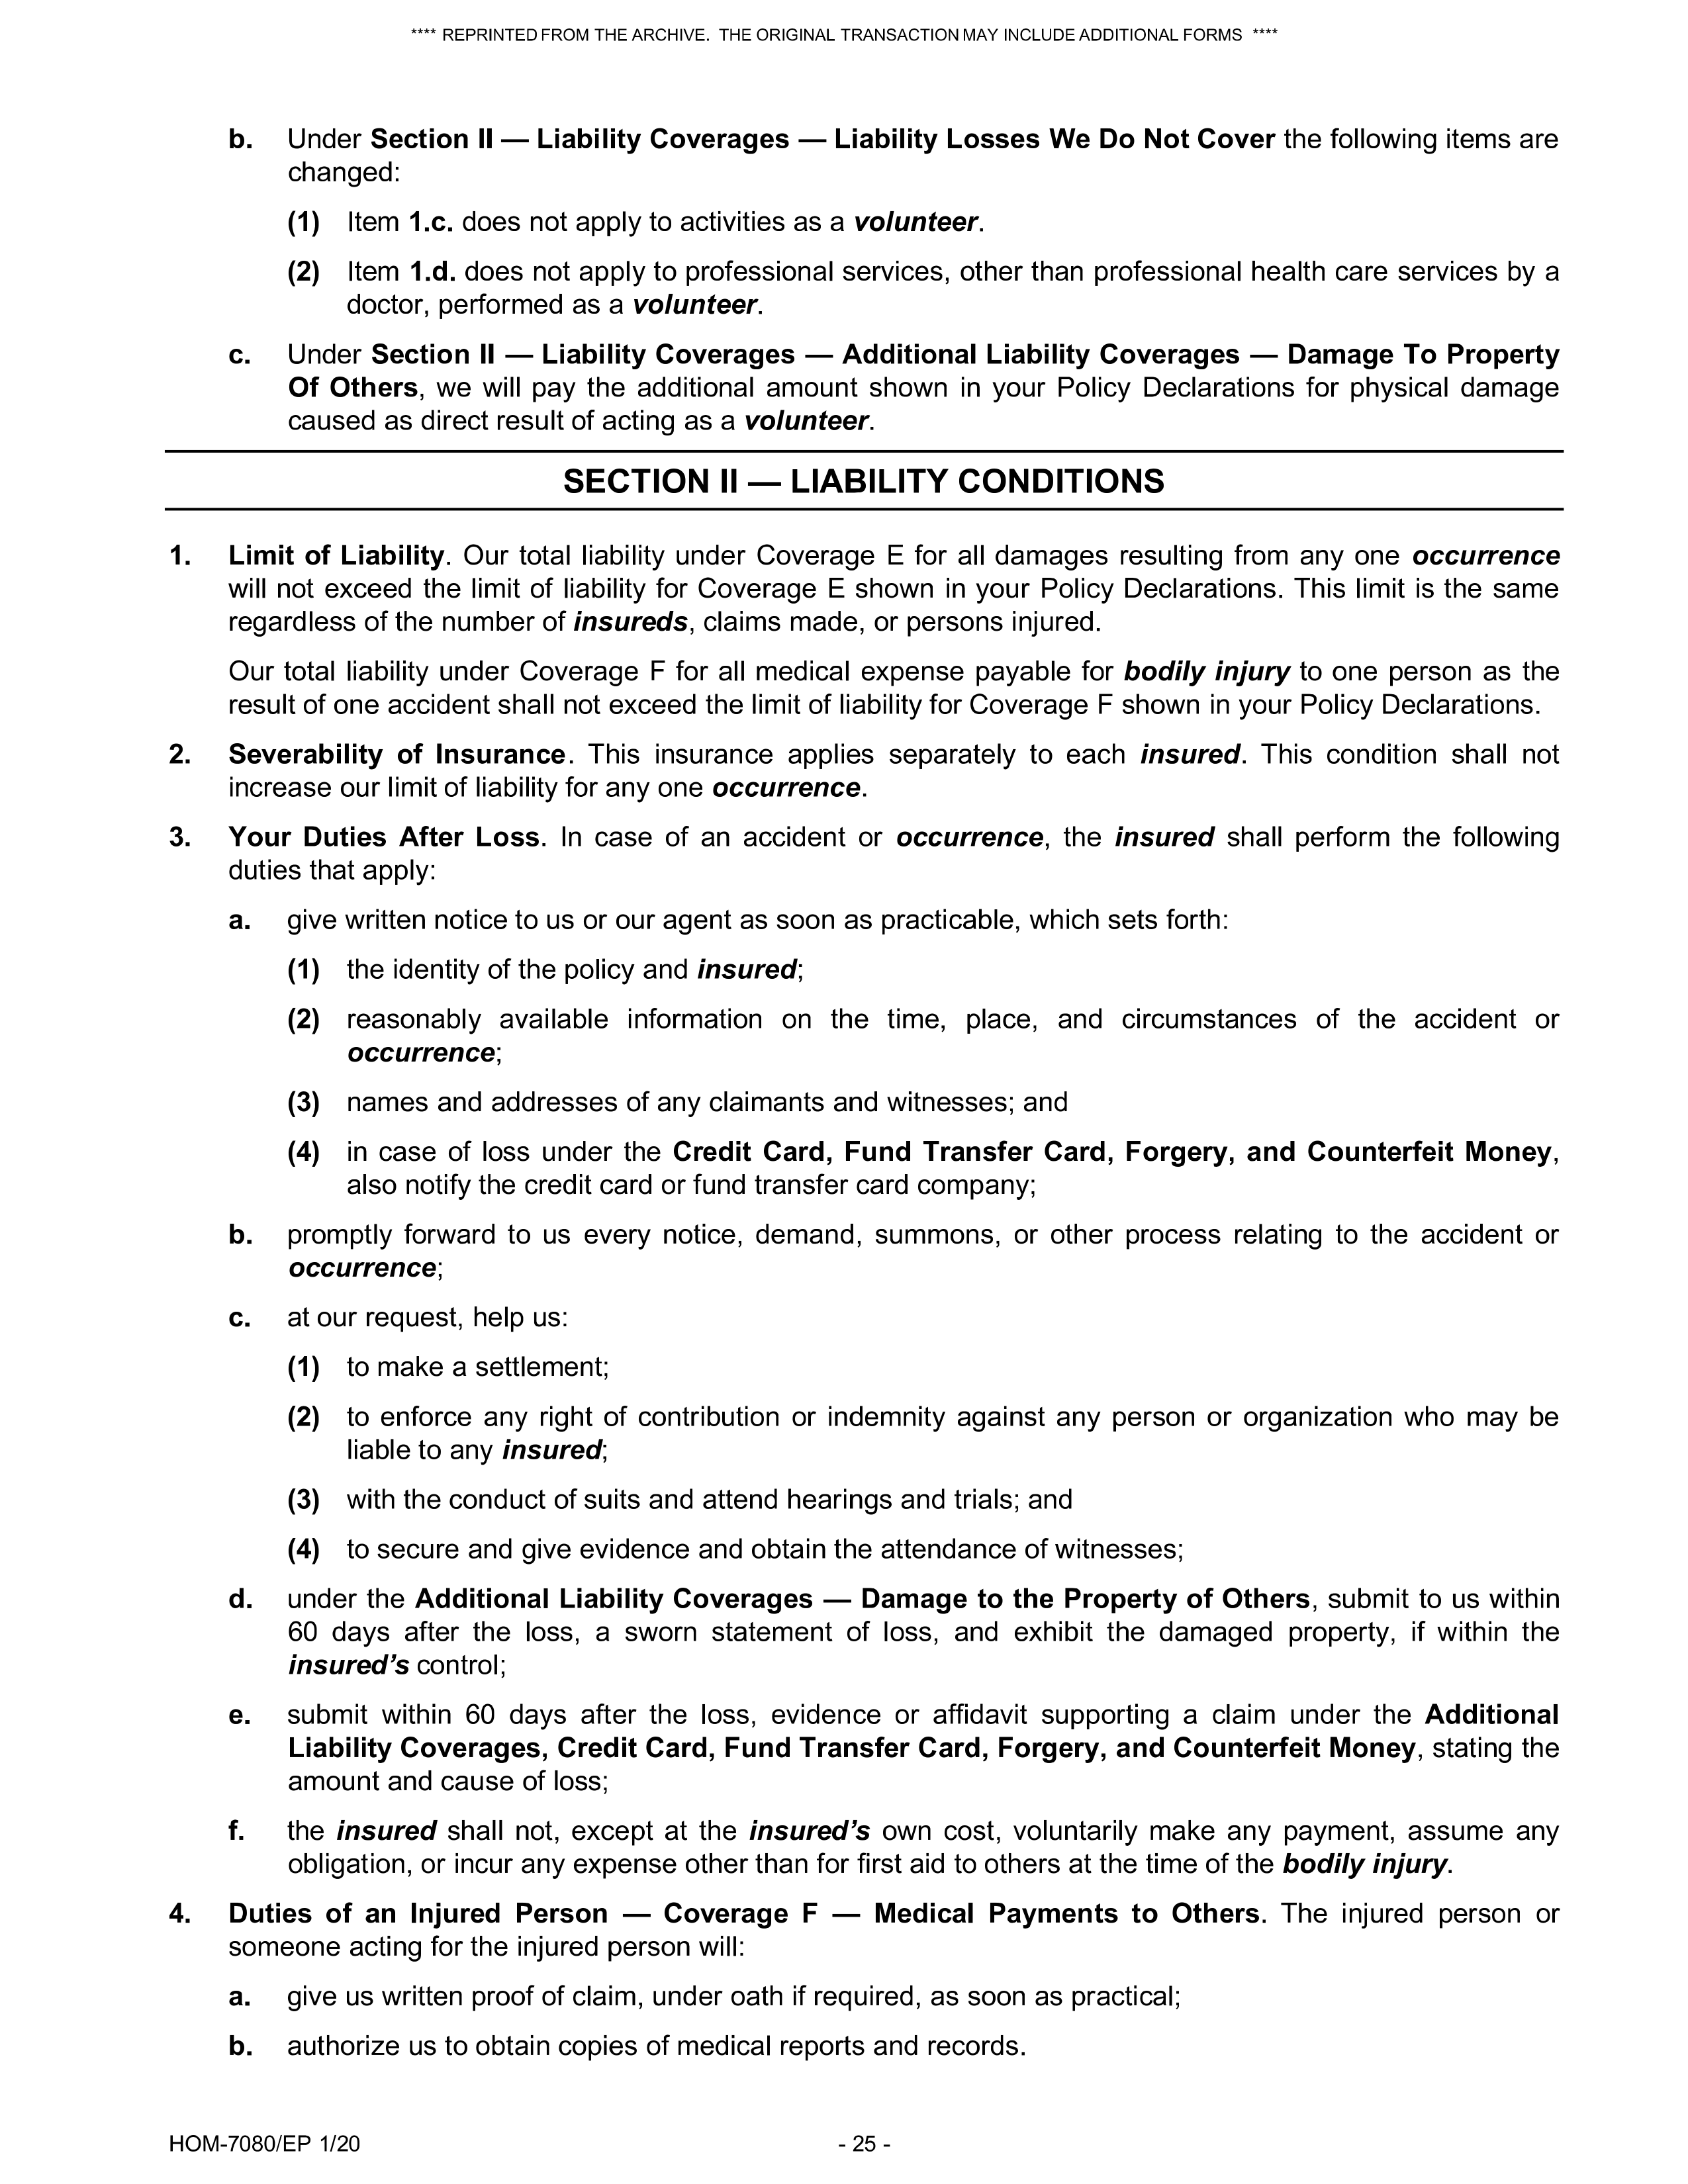 **** REPRINTED FROM THE ARCHIVE. THE ORIGINAL TRANSACTION MAY INCLUDE ADDITIONAL FORMS ****
b. Under Section II — Liability Coverages — Liability Losses We Do Not Cover the following items are
changed:
(1) Item 1.c. does not apply to activities as a volunteer.
(2) Item 1.d. does not apply to professional services, other than professional health care services by a
doctor, performed as a volunteer.
c. Under Section II — Liability Coverages — Additional Liability Coverages — Damage To Property
Of Others, we will pay the additional amount shown in your Policy Declarations for physical damage
caused as direct result of acting as a volunteer.
SECTION II — LIABILITY CONDITIONS
1. Limit of Liability. Our total liability under Coverage E for all damages resulting from any one occurrence
will not exceed the limit of liability for Coverage E shown in your Policy Declarations. This limit is the same
regardless of the number of insureds, claims made, or persons injured.
Our total liability under Coverage F for all medical expense payable for bodily injury to one person as the
result of one accident shall not exceed the limit of liability for Coverage F shown in your Policy Declarations.
2. Severability of Insurance. This insurance applies separately to each insured. This condition shall not
increase our limit of liability for any one occurrence.
3. Your Duties After Loss. In case of an accident or occurrence, the insured shall perform the following
duties that apply:
a. give written notice to us or our agent as soon as practicable, which sets forth:
(1) the identity of the policy and insured;
(2) reasonably available information on the time, place, and circumstances of the accident or
occurrence;
(3) names and addresses of any claimants and witnesses; and
(4) in case of loss under the Credit Card, Fund Transfer Card, Forgery, and Counterfeit Money,
also notify the credit card or fund transfer card company;
b. promptly forward to us every notice, demand, summons, or other process relating to the accident or
occurrence;
c. at our request, help us:
(1) to make a settlement;
(2) to enforce any right of contribution or indemnity against any person or organization who may be
liable to any insured;
(3) with the conduct of suits and attend hearings and trials; and
(4) to secure and give evidence and obtain the attendance of witnesses;
d. under the Additional Liability Coverages — Damage to the Property of Others, submit to us within
60 days after the loss, a sworn statement of loss, and exhibit the damaged property, if within the
insured's control;
e. submit within 60 days after the loss, evidence or affidavit supporting a claim under the Additional
Liability Coverages, Credit Card, Fund Transfer Card, Forgery, and Counterfeit Money, stating the
amount and cause of loss;
f. the insured shall not, except at the insured's own cost, voluntarily make any payment, assume any
obligation, or incur any expense other than for first aid to others at the time of the bodily injury.
4. Duties of an Injured Person — Coverage F — Medical Payments to Others. The injured person or
someone acting for the injured person will:
a. give us written proof of claim, under oath if required, as soon as practical;
b. authorize us to obtain copies of medical reports and records.
HOM-7080/EP 1/20
- 25 -